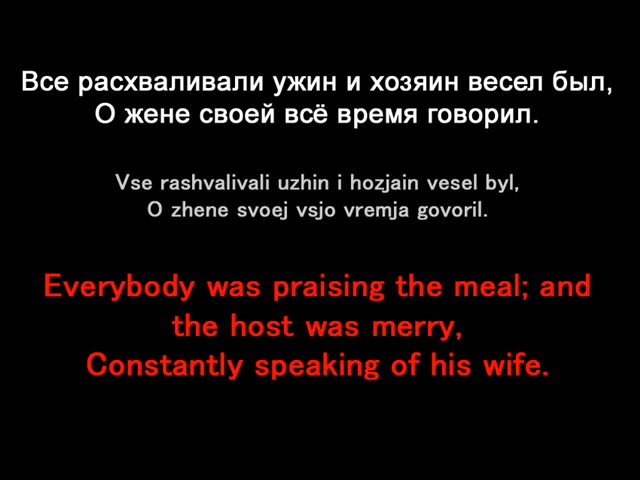 Все расхваливали ужин и хозяин весел был,
О жене своей всё время говорил.
Vse rashvalivali uzhin i hozjain vesel byl,
O zhene svoej vsjo vremja govoril.
Everybody was praising the meal; and
the host was merry,
Constantly speaking of his wife.